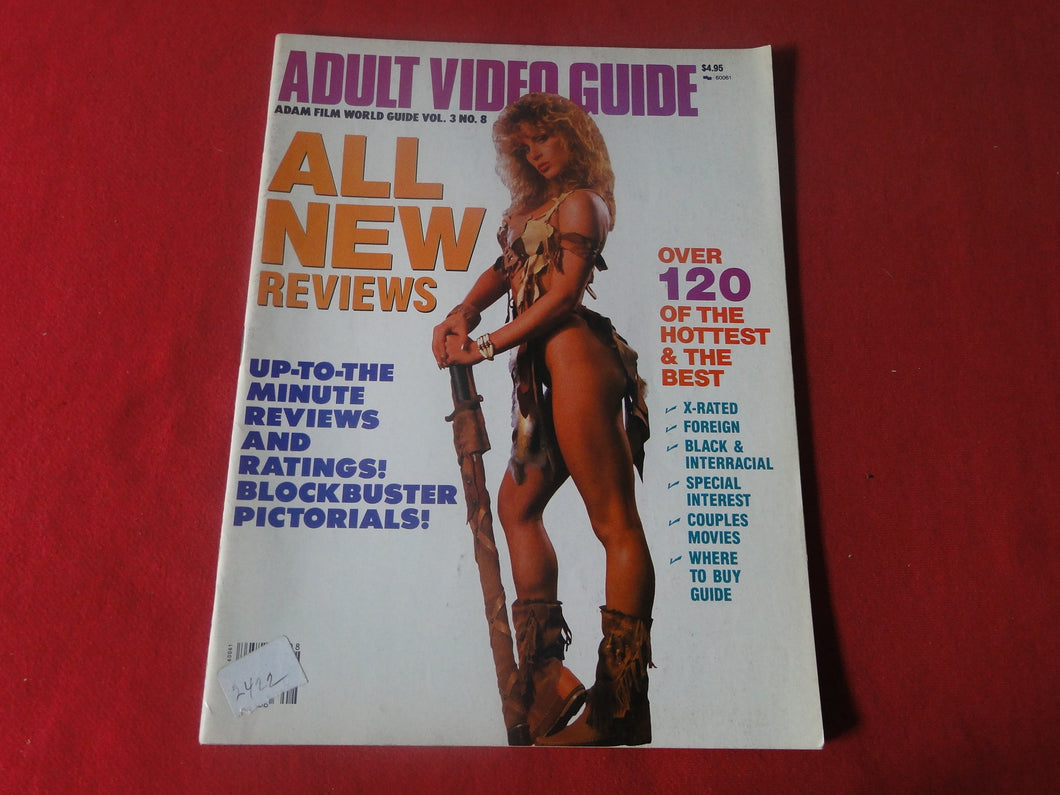 ADULT VIDEO GUIDE
$4.95
60061
ADAM FILM WORLD GUIDE VOL. 3 NO. 8
ALL
NEW
REVIEWS
UP-TO-THE
MINUTE
REVIEWS
AND
RATINGS!
BLOCKBUSTER
PICTORIALS!
OVER
120
OF THE
HOTTEST
& THE
BEST
X-RATED
FOREIGN
BLACK &
INTERRACIAL
SPECIAL
INTEREST
COUPLES
MOVIES
WHERE
TO BUY
GUIDE
2422